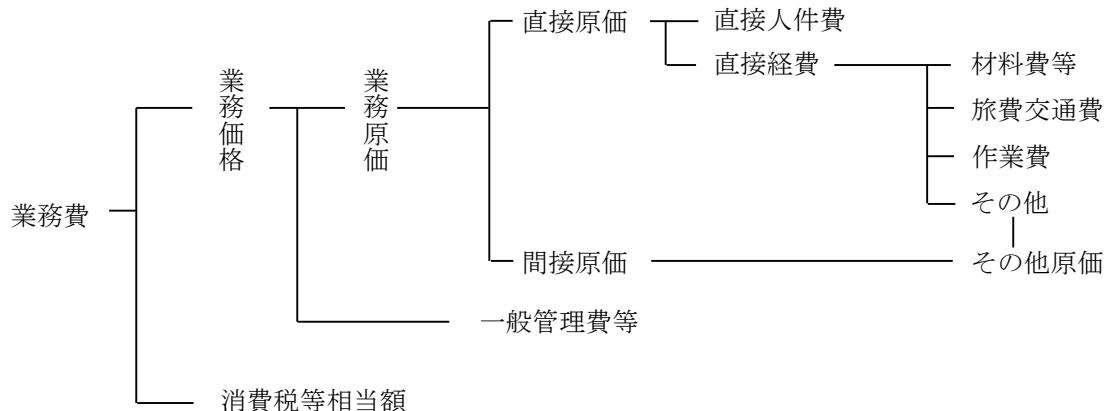 直接原価
直接人件費
直接経費
材料費等
旅費交通費
作業費
その他
業務価格
業務原価
業務費
間接原価
その他原価
一般管理費等
消費税等相当額